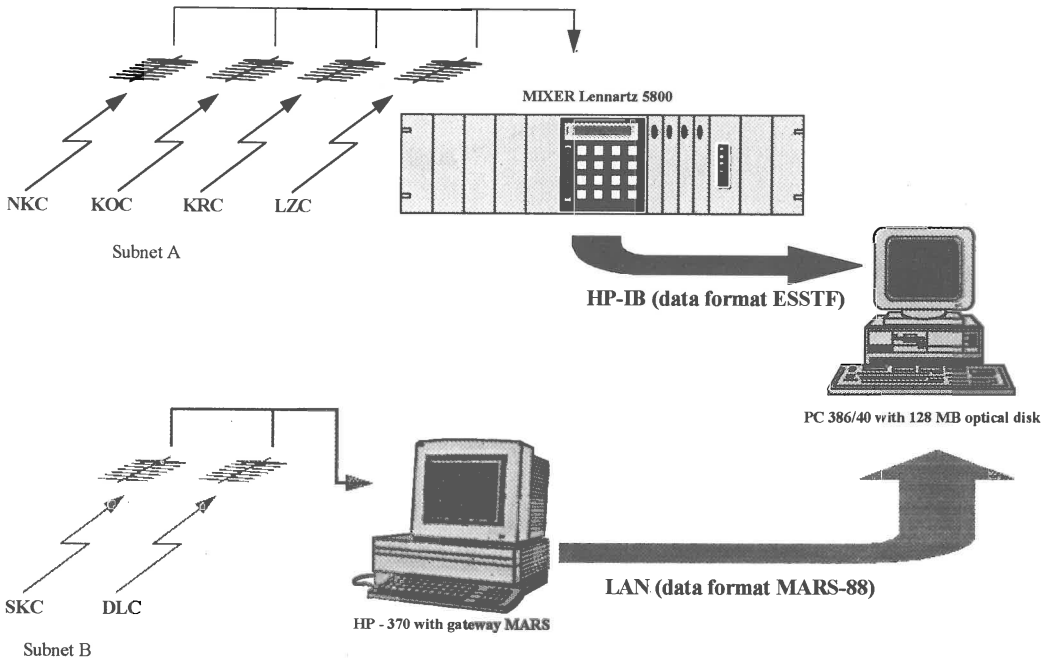 MIXER Lennartz 5800
NKC KOC KRC LZC
Subnet A
HP-IB (data format ESSTF)
PC 386/40 with 128 MB optical disk
SKC DLC
HP - 370 with gateway MARS
LAN (data format MARS-88)
Subnet B